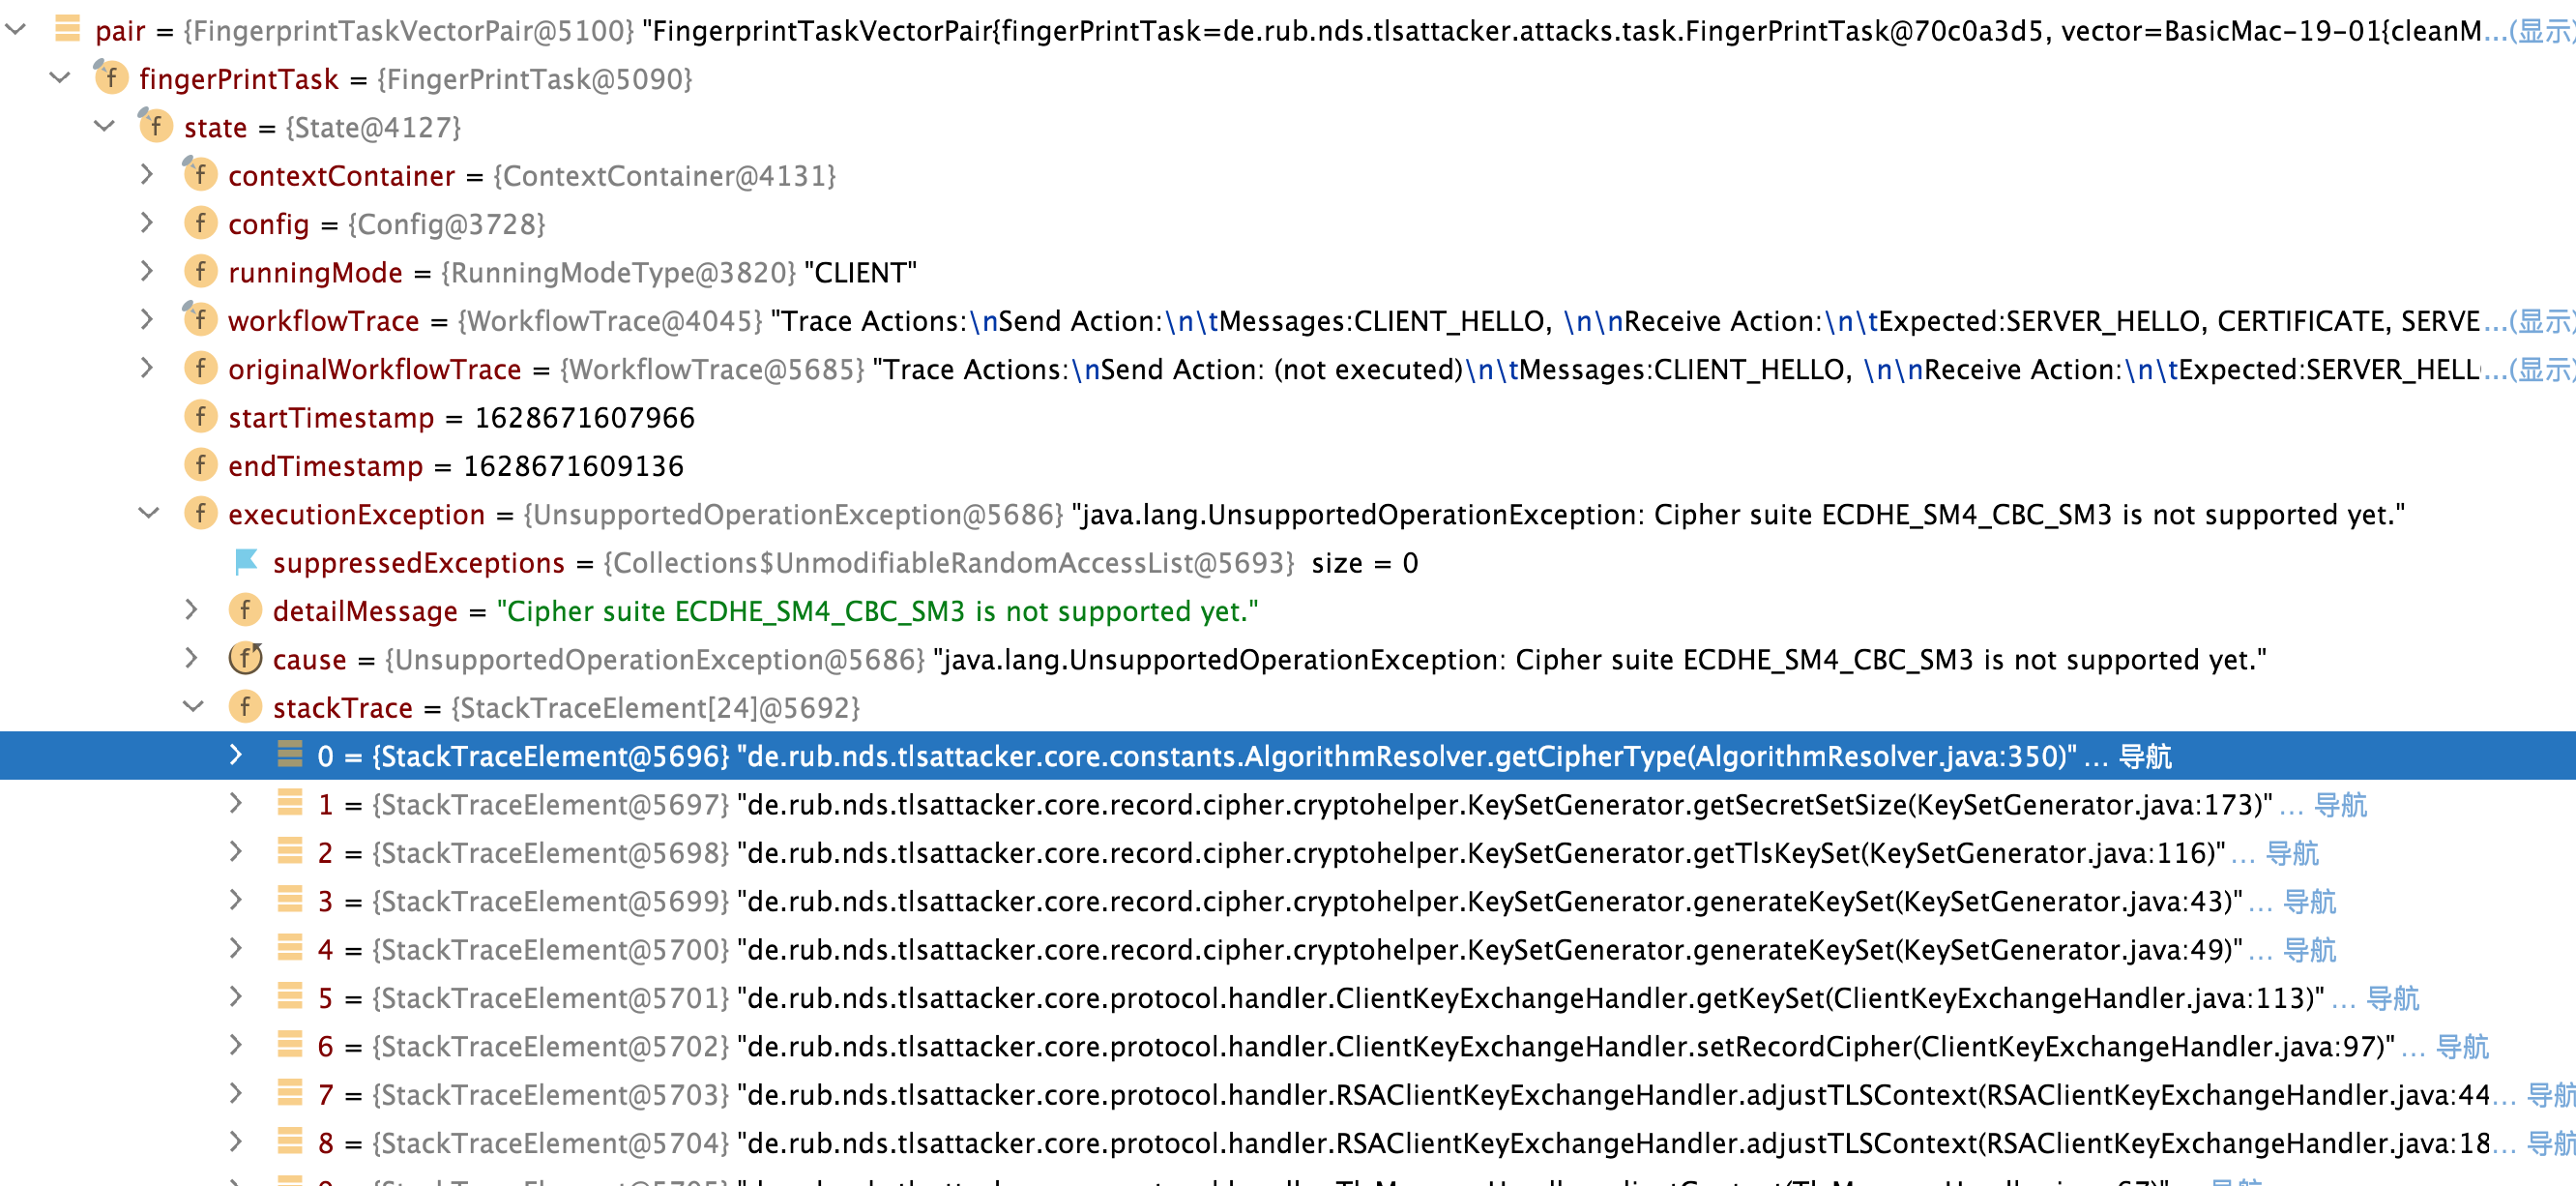 pair = {FingerprintTaskVectorPair@5100} "FingerprintTaskVectorPair{fingerPrintTask=de.rub.nds.tlsattacker.attacks.task.FingerPrintTask@70c0a3d5, vector=BasicMac-19-01{cleanM...(显示)
fingerPrintTask = {FingerPrintTask@5090}
state = {State@4127}
contextContainer = {ContextContainer@4131}
config = {Config@3728}
runningMode = {RunningModeType@3820} "CLIENT"
workflowTrace = {WorkflowTrace@4045} "Trace Actions:\nSend Action:\n\tMessages:CLIENT_HELLO, \n\nReceive Action:\n\tExpected:SERVER_HELLO, CERTIFICATE, SERVE...(显示)
originalWorkflowTrace = {WorkflowTrace@5685} "Trace Actions:\nSend Action: (not executed)\n\tMessages:CLIENT_HELLO, \n\nReceive Action:\n\tExpected:SERVER_HELL...(显示)
startTimestamp = 1628671607966
endTimestamp = 1628671609136
executionException = {UnsupportedOperationException@5686} "java.lang.UnsupportedOperationException: Cipher suite ECDHE_SM4_CBC_SM3 is not supported yet."
suppressedExceptions = {Collections$UnmodifiableRandomAccessList@5693} size = 0
detailMessage = "Cipher suite ECDHE_SM4_CBC_SM3 is not supported yet."
cause = {UnsupportedOperationException@5686} "java.lang.UnsupportedOperationException: Cipher suite ECDHE_SM4_CBC_SM3 is not supported yet."
stackTrace = {StackTraceElement[24]@5692}
0 = {StackTraceElement@5696} "de.rub.nds.tlsattacker.core.constants.AlgorithmResolver.getCipherType(AlgorithmResolver.java:350)" ... 导航
1 = {StackTraceElement@5697} "de.rub.nds.tlsattacker.core.record.cipher.cryptohelper.KeySetGenerator.getSecretSetSize(KeySetGenerator.java:173)" ... 导航
2 = {StackTraceElement@5698} "de.rub.nds.tlsattacker.core.record.cipher.cryptohelper.KeySetGenerator.getTlsKeySet(KeySetGenerator.java:116)" ... 导航
3 = {StackTraceElement@5699} "de.rub.nds.tlsattacker.core.record.cipher.cryptohelper.KeySetGenerator.generateKeySet(KeySetGenerator.java:43)" ... 导航
4 = {StackTraceElement@5700} "de.rub.nds.tlsattacker.core.record.cipher.cryptohelper.KeySetGenerator.generateKeySet(KeySetGenerator.java:49)" ... 导航
5 = {StackTraceElement@5701} "de.rub.nds.tlsattacker.core.protocol.handler.ClientKeyExchangeHandler.getKeySet(ClientKeyExchangeHandler.java:113)" ... 导航
6 = {StackTraceElement@5702} "de.rub.nds.tlsattacker.core.protocol.handler.ClientKeyExchangeHandler.setRecordCipher(ClientKeyExchangeHandler.java:97)" ... 导航
7 = {StackTraceElement@5703} "de.rub.nds.tlsattacker.core.protocol.handler.RSAClientKeyExchangeHandler.adjustTLSContext(RSAClientKeyExchangeHandler.java:44... 导航
8 = {StackTraceElement@5704} "de.rub.nds.tlsattacker.core.protocol.handler.RSAClientKeyExchangeHandler.adjustTLSContext(RSAClientKeyExchangeHandler.java:18... 导航